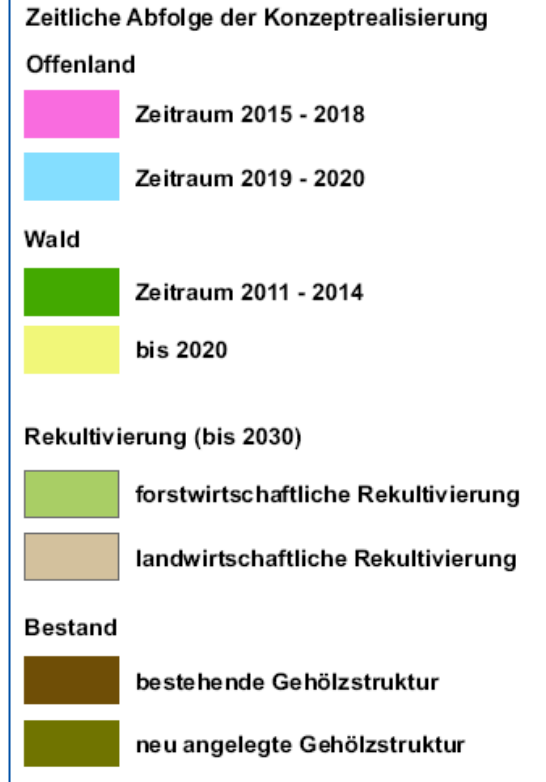 Zeitliche Abfolge der Konzeptrealisierung
Offenland
Zeitraum 2015 - 2018
Zeitraum 2019 - 2020
Wald
Zeitraum 2011 - 2014
bis 2020
Rekultivierung (bis 2030)
forstwirtschaftliche Rekultivierung
landwirtschaftliche Rekultivierung
Bestand
bestehende Gehölzstruktur
neu angelegte Gehölzstruktur